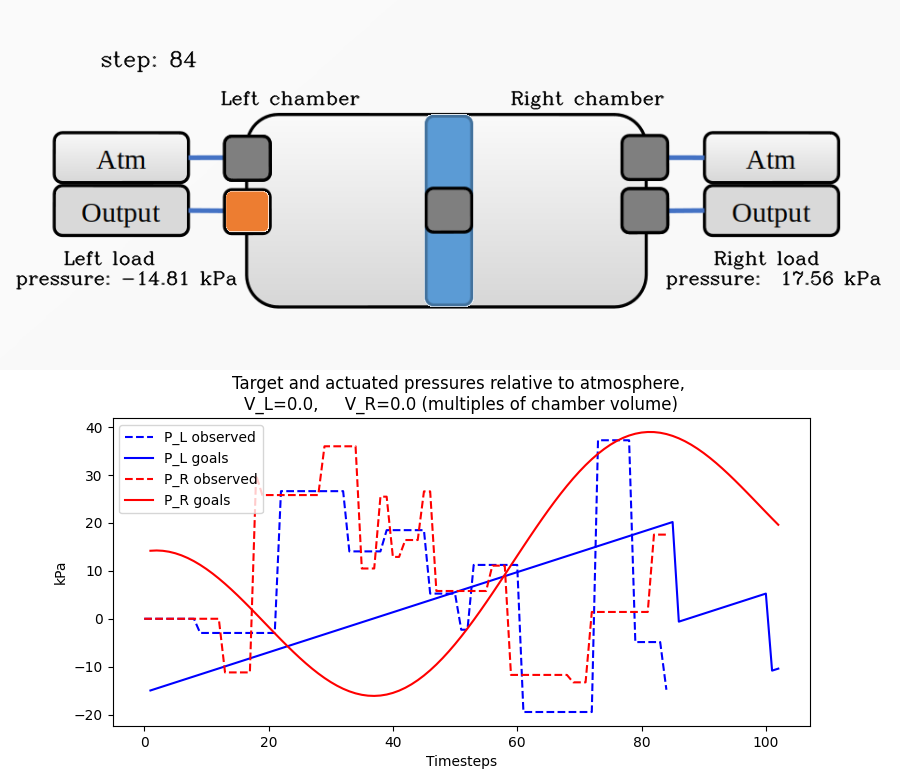 step: 84
Left chamber
Right chamber
Atm
Atm
Output
Output
Left load
pressure: −14.81 kPa
Right load
pressure: 17.56 kPa
Target and actuated pressures relative to atmosphere,
V_L=0.0, V_R=0.0 (multiples of chamber volume)
P_L observed
P_L goals
P_R observed
P_R goals
kPa
40
30
20
10
0
−10
−20
0
20
40
60
80
100
Timesteps